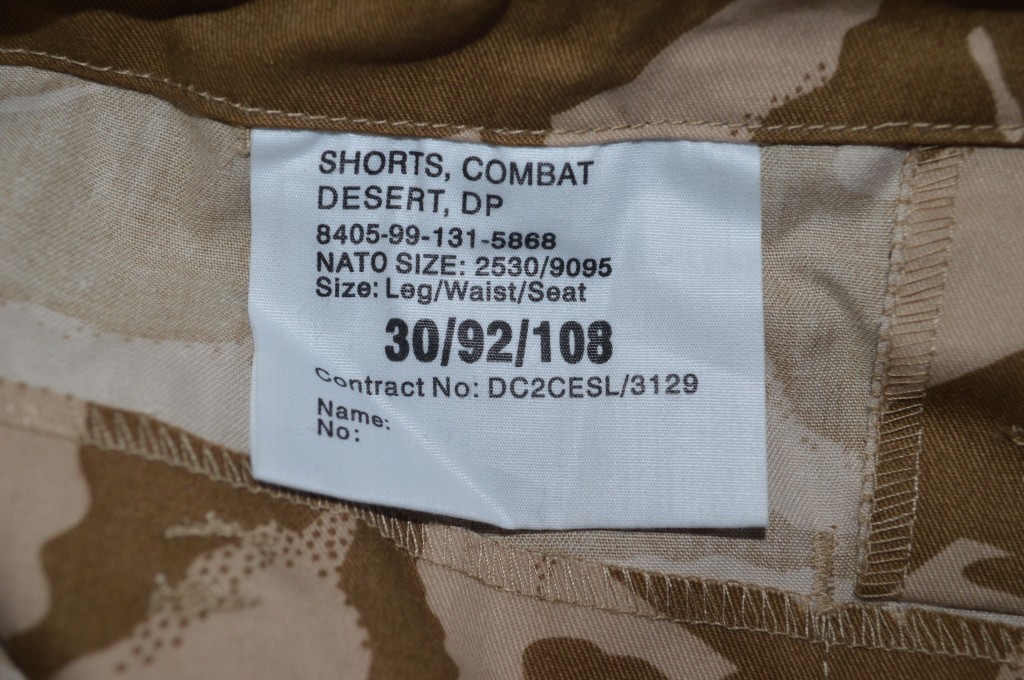 SHORTS, COMBAT
DESERT, DP
8405-99-131-5868
NATO SIZE: 2530/9095
Size: Leg/Waist/Seat
30/92/108
Contract No: DC2CESL/3129
Name:
No: